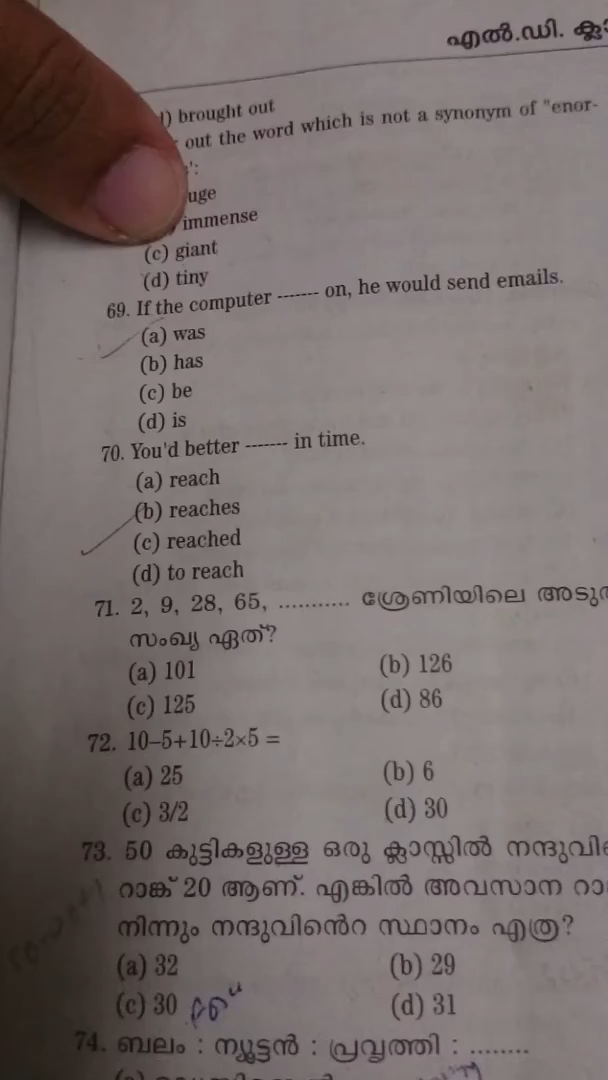 എൽ.ഡി.
brought out
out the word which is not a synonym of "enor-
immense
(c) giant
(d) tiny
69. If the computer ------- on, he would send emails.
(a) was
(b) has
(c) be
(d) is
70. You'd better ------- in time.
(a) reach
(b) reaches
(c) reached
(d) to reach
71. 2, 9, 28, 65, ........... ശ്രേണിയിലെ
സംഖ്യ ഏത്?
(a) 101 (b) 126
(c) 125 (d) 86
72. 10–5+10÷2×5 =
(a) 25 (b) 6
(c) 3/2 (d) 30
73. 50 കുട്ടികളുള്ള ഒരു ക്ലാസ്സിൽ
റാങ്ക് 20 ആണ്. എങ്കിൽ അവസാന
നിന്നും നന്ദുവിൻെറ സ്ഥാനം എത്ര?
(a) 32 (b) 29
(c) 30 (d) 31
74. ബലം : ന്യൂട്ടൻ : പ്രവൃത്തി : ........